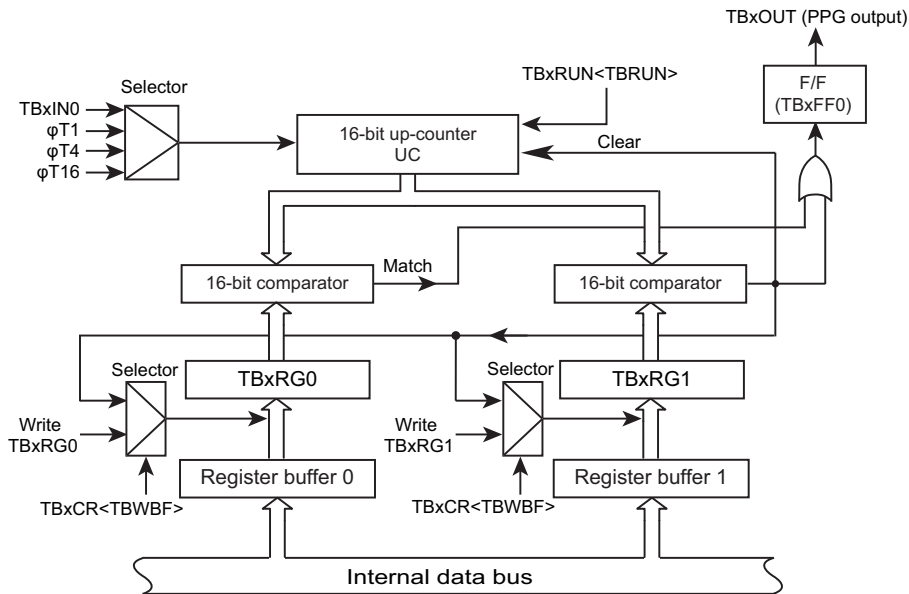 TBxOUT (PPG output)
F/F
(TBxFF0)
Selector
TBxIN0
φT1
φT4
φT16
TBxRUN<TBRUN>
16-bit up-counter
UC
Clear
16-bit comparator
Match
16-bit comparator
Selector
TBxRG0
Selector
TBxRG1
Write
TBxRG0
Write
TBxRG1
Register buffer 0
Register buffer 1
TBxCR<TBWBF>
TBxCR<TBWBF>
Internal data bus